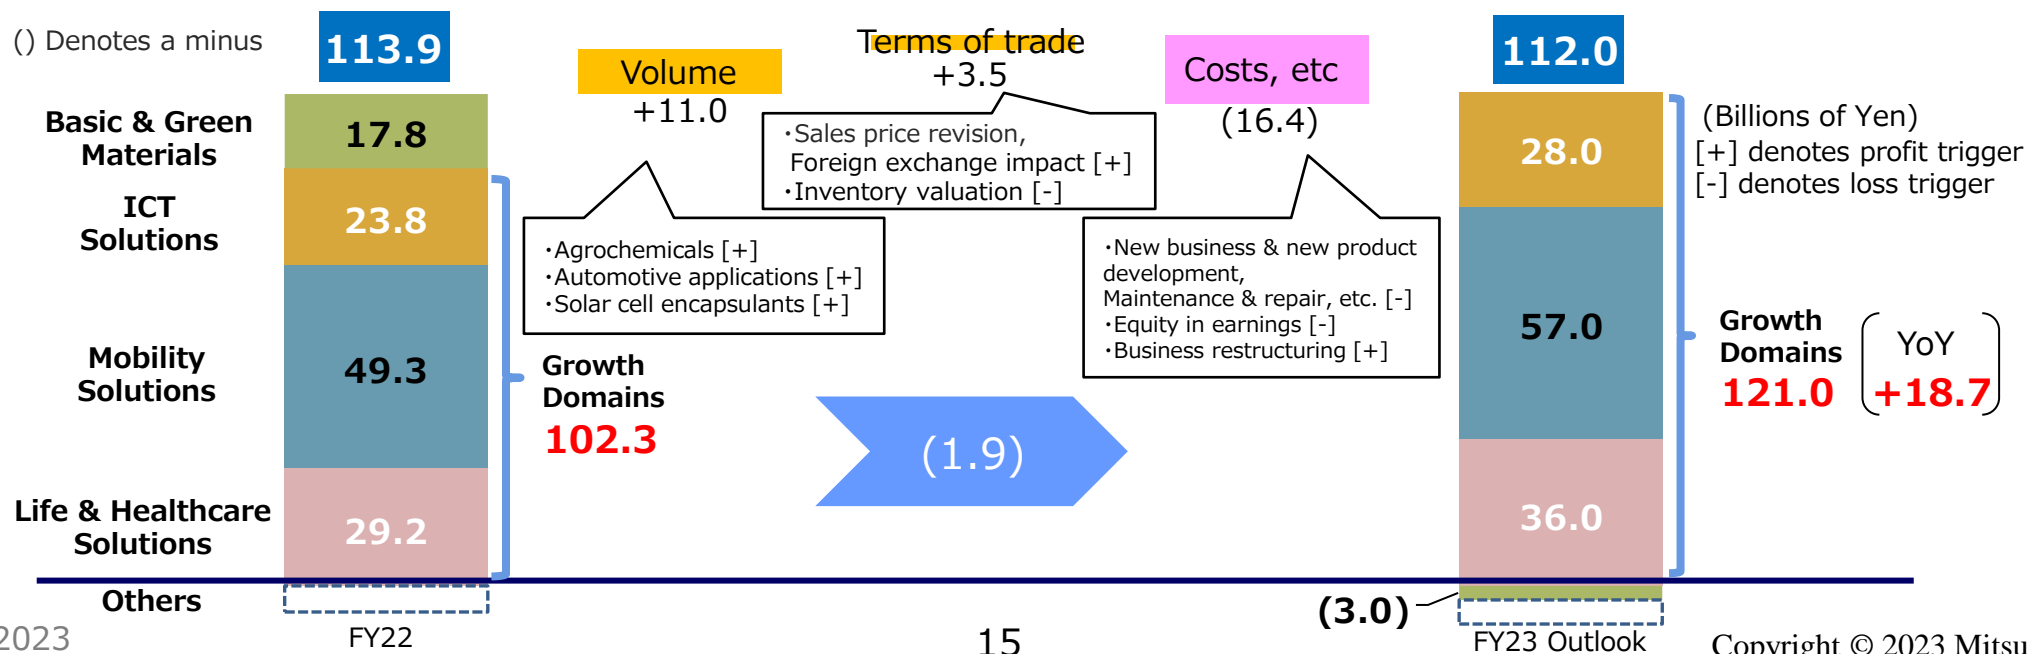 () Denotes a minus
113.9
Volume
+11.0
Terms of trade
+3.5
Costs, etc
(16.4)
112.0
(Billions of Yen)
[+] denotes profit trigger
[-] denotes loss trigger
Basic & Green
Materials
ICT
Solutions
Mobility
Solutions
Life & Healthcare
Solutions
Others
17.8
23.8
49.3
29.2
FY22
Growth
Domains
102.3
・Agrochemicals [+]
・Automotive applications [+]
・Solar cell encapsulants [+]
・Sales price revision,
Foreign exchange impact [+]
・Inventory valuation [-]
・New business & new product
development,
Maintenance & repair, etc. [-]
・Equity in earnings [-]
・Business restructuring [+]
(1.9)
28.0
57.0
36.0
(3.0)
FY23 Outlook
Growth
Domains
121.0
YoY
+18.7
2023
15
Copyright © 2023 Mitsu